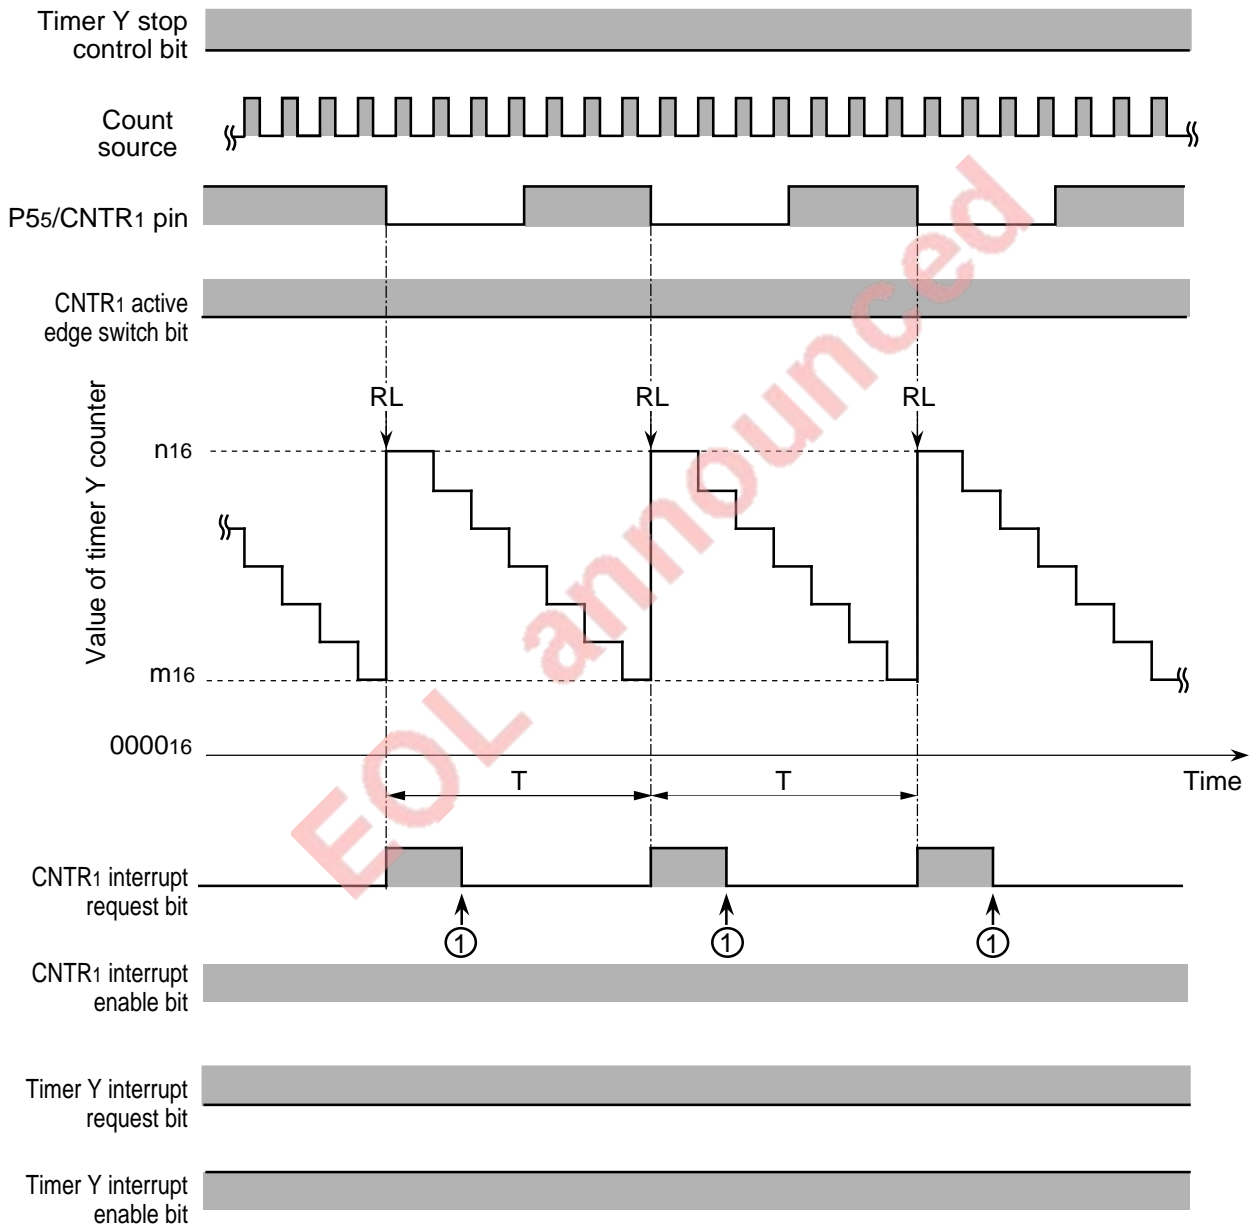 Timer Y stop
control bit
Count
source
P55/CNTR1 pin
CNTR1 active
edge switch bit
RL RL RL
Value of timer Y counter
n16
m16
000016
T T
Time
CNTR1 interrupt
request bit
1 1 1
CNTR1 interrupt
enable bit
Timer Y interrupt
request bit
Timer Y interrupt
enable bit
EOL announced